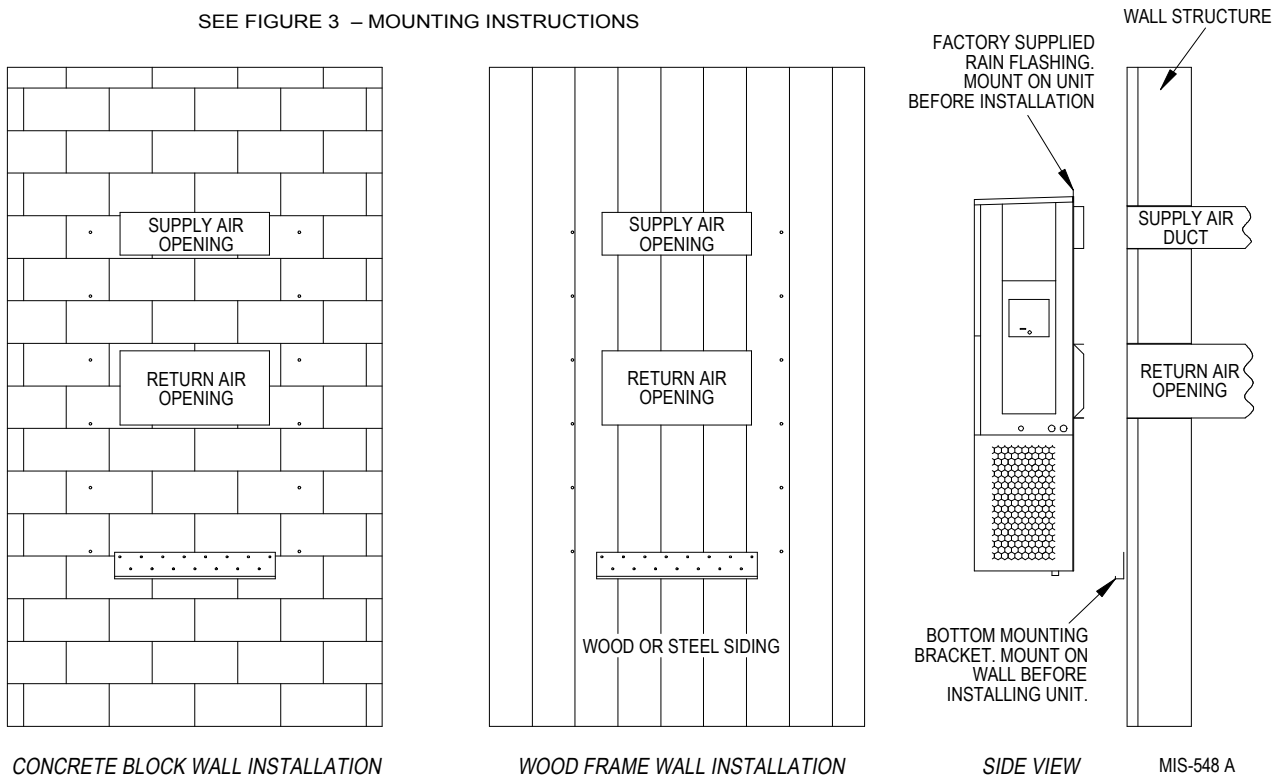 SEE FIGURE 3 – MOUNTING INSTRUCTIONS
WALL STRUCTURE
FACTORY SUPPLIED
RAIN FLASHING.
MOUNT ON UNIT
BEFORE INSTALLATION
SUPPLY AIR
OPENING
SUPPLY AIR
OPENING
SUPPLY AIR
DUCT
RETURN AIR
OPENING
RETURN AIR
OPENING
RETURN AIR
OPENING
WOOD OR STEEL SIDING
BOTTOM MOUNTING
BRACKET. MOUNT ON
WALL BEFORE
INSTALLING UNIT.
CONCRETE BLOCK WALL INSTALLATION
WOOD FRAME WALL INSTALLATION
SIDE VIEW
MIS-548 A